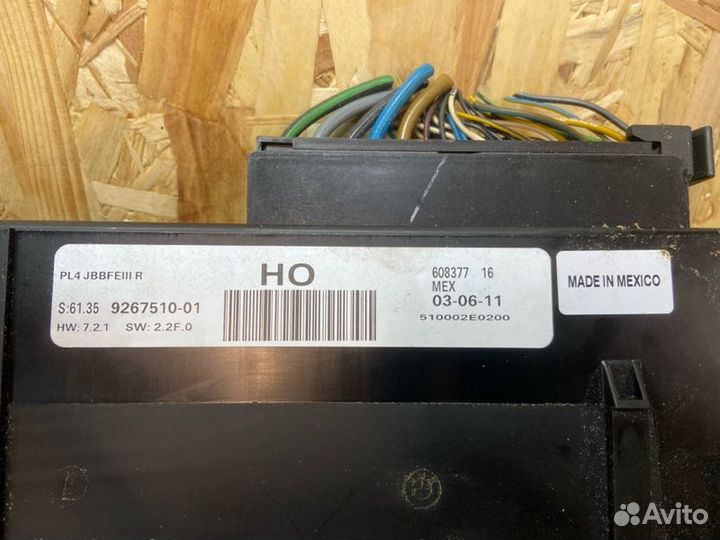 PL4 JBBFEIII R
HO
608377 16
MEX
S:61.35 9267510-01
03-06-11
HW: 7.2.1 SW: 2.2F.0
510002E0200
MADE IN MEXICO
Avito